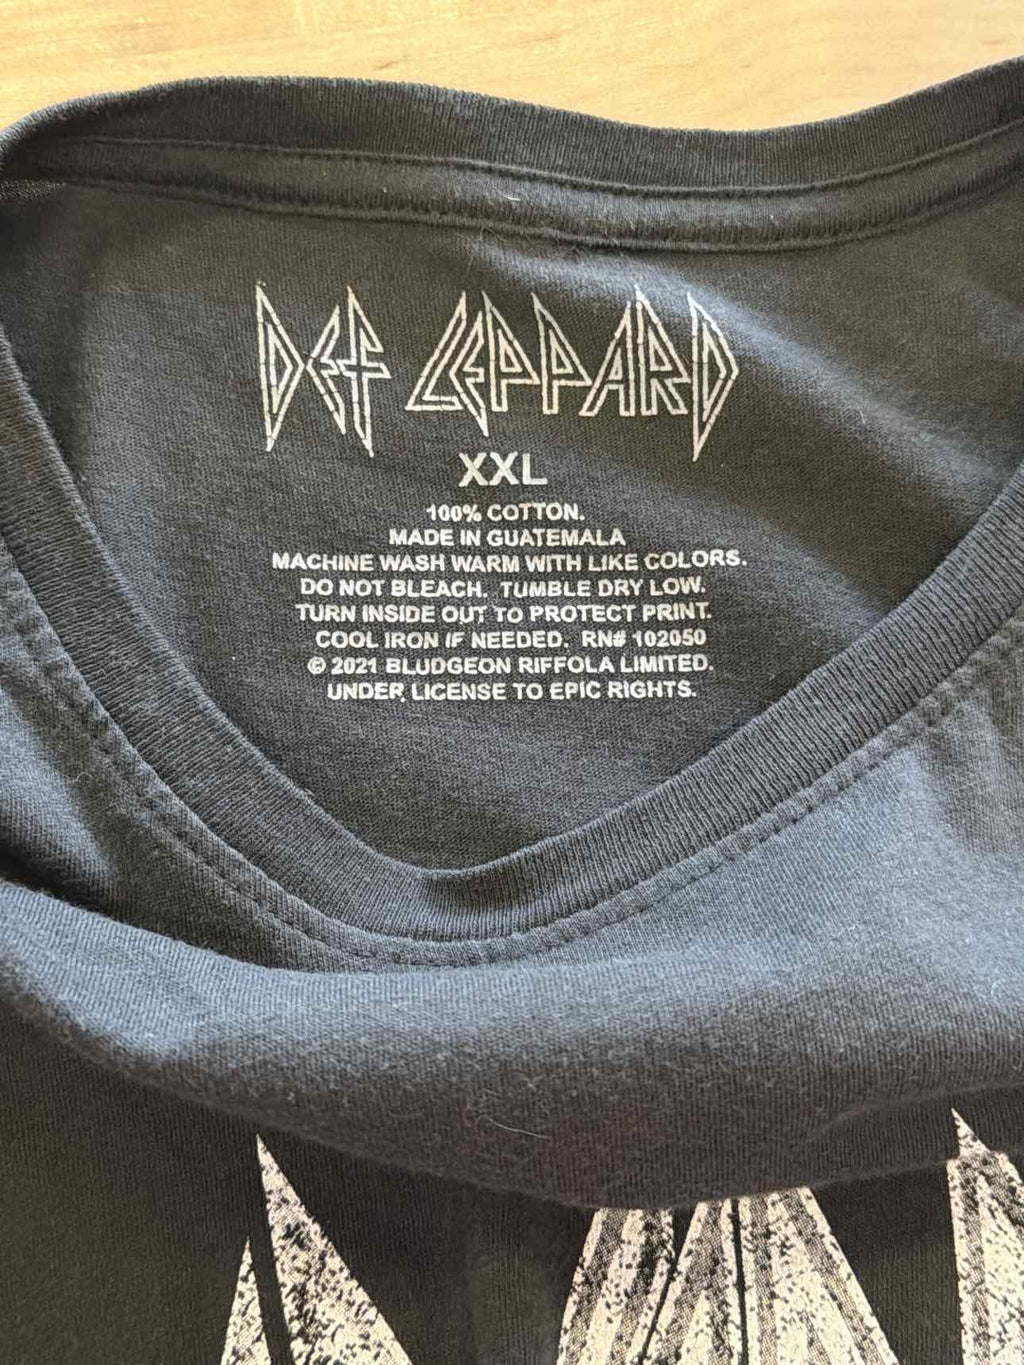 DEF LEPPARD
XXL
100% COTTON.
MADE IN GUATEMALA
MACHINE WASH WARM WITH LIKE COLORS.
DO NOT BLEACH. TUMBLE DRY LOW.
TURN INSIDE OUT TO PROTECT PRINT.
COOL IRON IF NEEDED. RN# 102050
© 2021 BLUDGEON RIFFOLA LIMITED.
UNDER LICENSE TO EPIC RIGHTS.